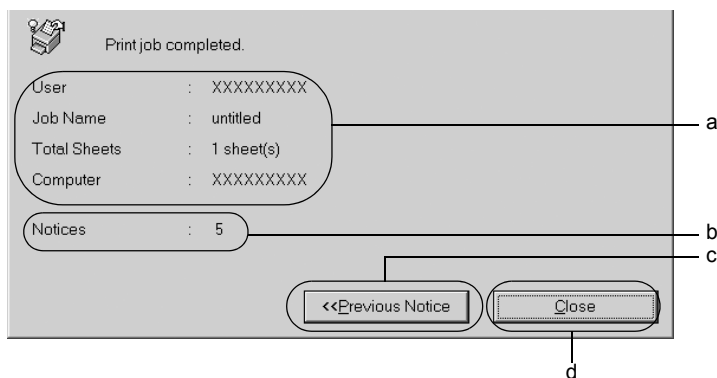 Print job completed.
User : XXXXXXXXX
Job Name : untitled
Total Sheets : 1 sheet(s)
Computer : XXXXXXXXX
a
Notices : 5
b
c
<<Previous Notice
Close
d